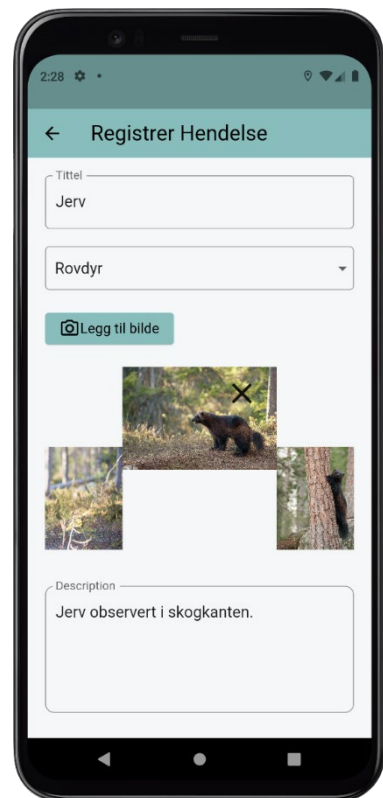 2:28
Registrer Hendelse
Tittel
Jerv
Rovdyr
Legg til bilde
Description
Jerv observert i skogkanten.